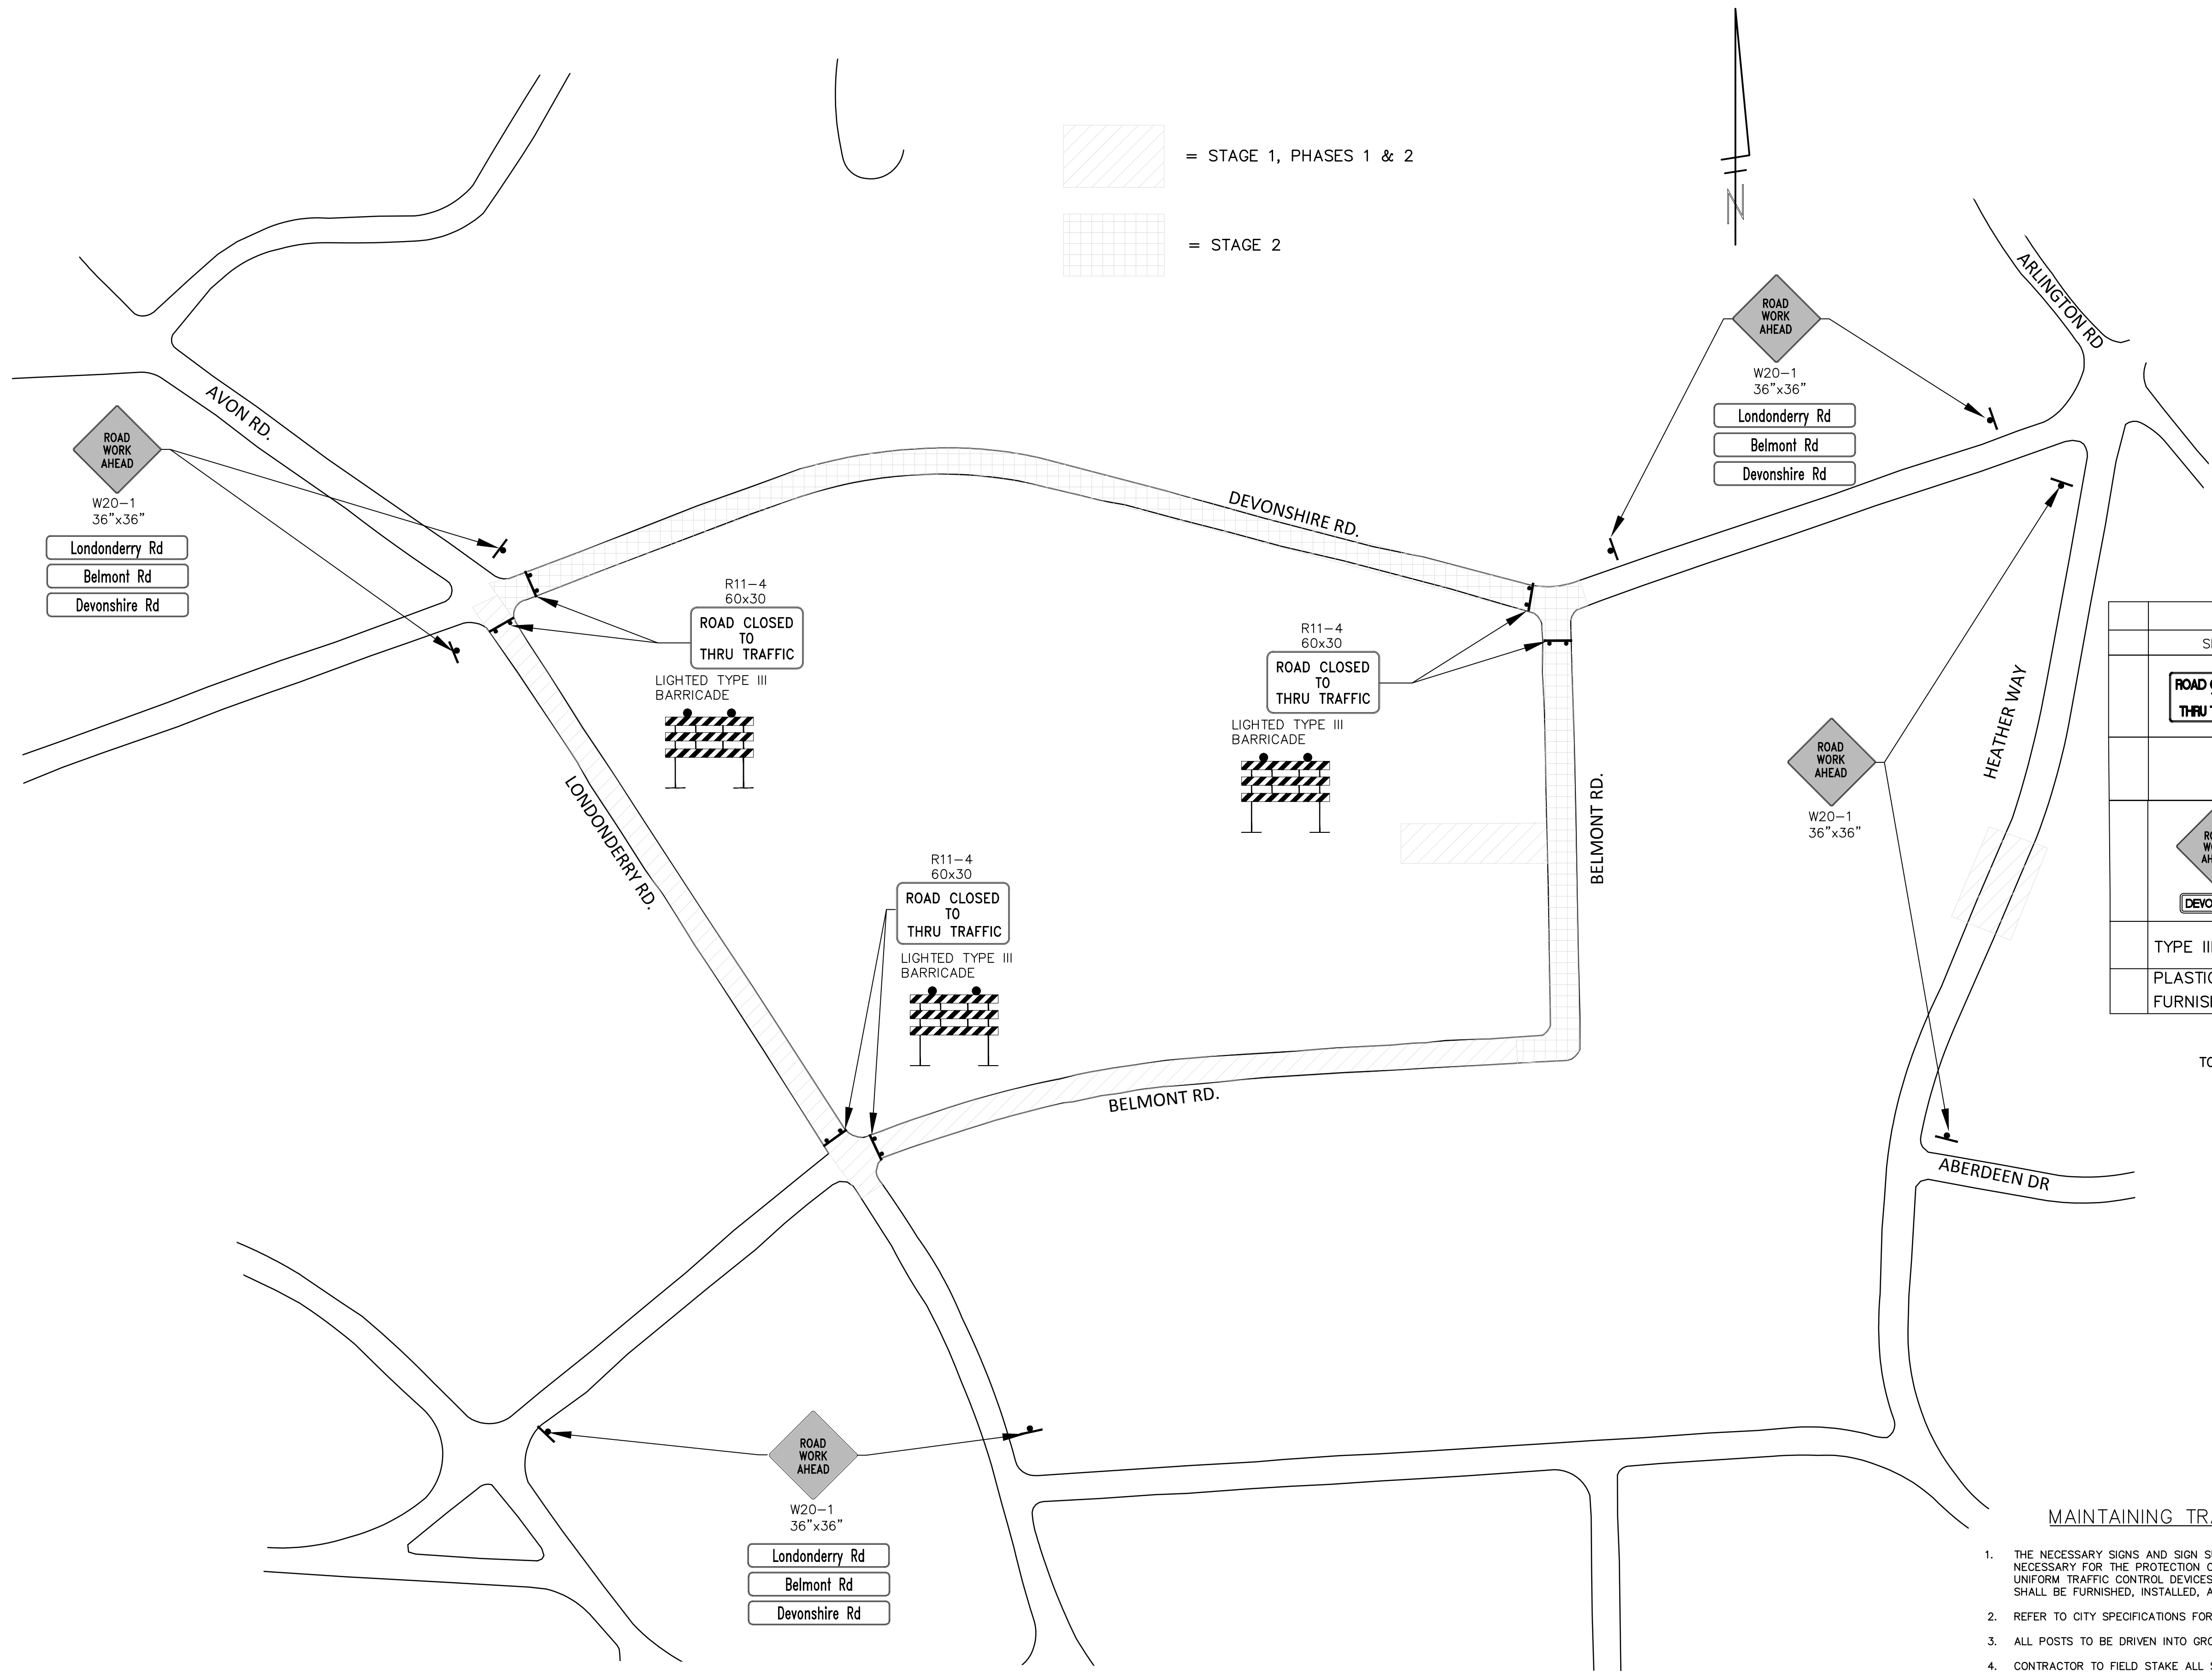 = STAGE 1, PHASES 1 & 2
= STAGE 2
N
ARLINGTON RD
ROAD
WORK
AHEAD
W20-1
36"x36"
Londonderry Rd
Belmont Rd
Devonshire Rd
AVON RD.
ROAD
WORK
AHEAD
W20-1
36"x36"
Londonderry Rd
Belmont Rd
Devonshire Rd
DEVONSHIRE RD.
R11-4
60x30
ROAD CLOSED
TO
THRU TRAFFIC
LIGHTED TYPE III
BARRICADE
R11-4
60x30
ROAD CLOSED
TO
THRU TRAFFIC
LIGHTED TYPE III
BARRICADE
HEATHER WAY
ROAD
WORK
AHEAD
W20-1
36"x36"
BELMONT RD.
LONDONDERRY RD.
R11-4
60x30
ROAD CLOSED
TO
THRU TRAFFIC
LIGHTED TYPE III
BARRICADE
BELMONT RD.
ABERDEEN DR
ROAD
WORK
AHEAD
W20-1
36"x36"
Londonderry Rd
Belmont Rd
Devonshire Rd
ROAD
THRU
TYPE III
MAINTAINING
1. THE NECESSARY SIGNS AND SIGN
NECESSARY FOR THE PROTECTION
UNIFORM TRAFFIC CONTROL DEVICES
SHALL BE FURNISHED, INSTALLED,
2. REFER TO CITY SPECIFICATIONS FOR
3. ALL POSTS TO BE DRIVEN INTO
4. CONTRACTOR TO FIELD STAKE ALL